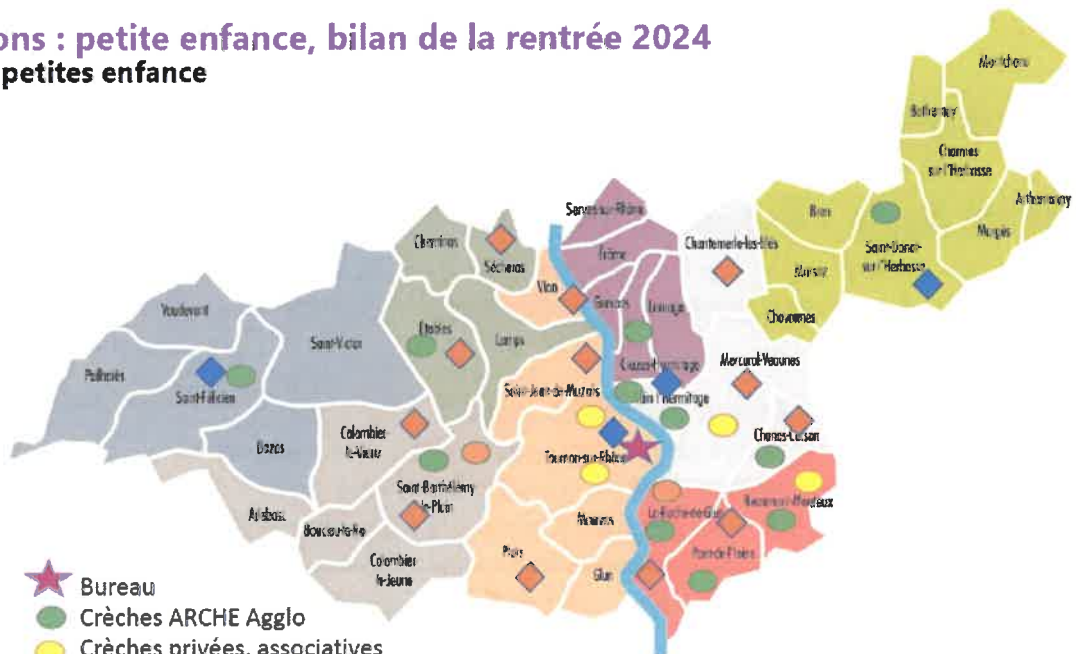 ons : petite enfance, bilan de la rentrée 2024
petites enfance
Charmes
sur l'Herbasse
Saint-Donat-
sur l'Herbasse
Margès
Bren
Marsaz
Chavannes
Serves-sur-Rhône
Érôme
Gervans
Larnage
Crozes-Hermitage
Chantemerle-les-Blés
Mercurol-Veaunes
Chanos-Curson
Cheminas
Sécheras
Vion
Étables
Lemps
Vaudevant
Saint-Victor
Pailharès
Saint-Félicien
Bozas
Colombier-
le-Vieux
Saint-Jean-de-Muzols
ain l'Hermitage
Tournon-sur-Rhône
Saint-Barthélemy
le-Plain
Arlebosc
Boucieu-le-Roi
Colombier
le-Jeune
Mauves
Plats
Glun
La Roche-de-Glun
Beaumont-Monteux
Pont-de-l'Isère
Bureau
Crèches ARCHE Agglo
Crèches privées, associatives